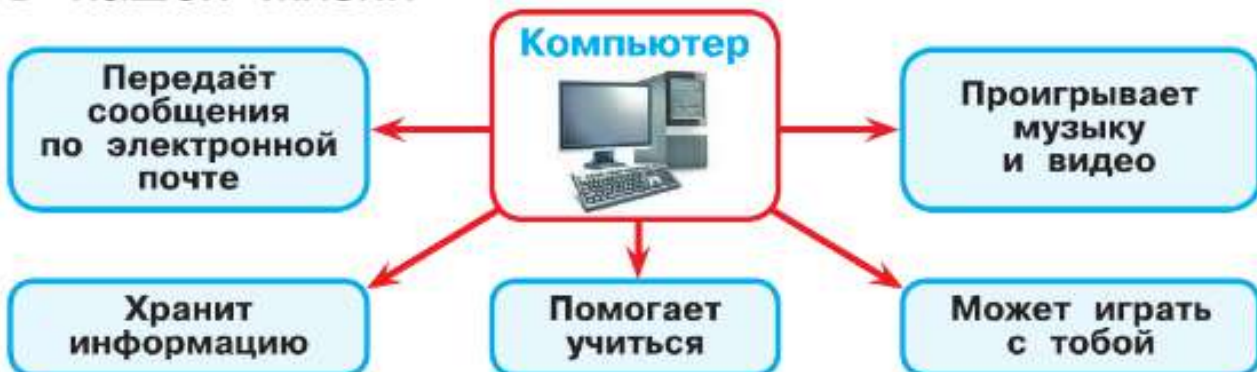 Компьютер
Передаёт
сообщения
по электронной
почте
Проигрывает
музыку
и видео
Хранит
информацию
Помогает
учиться
Может играть
с тобой